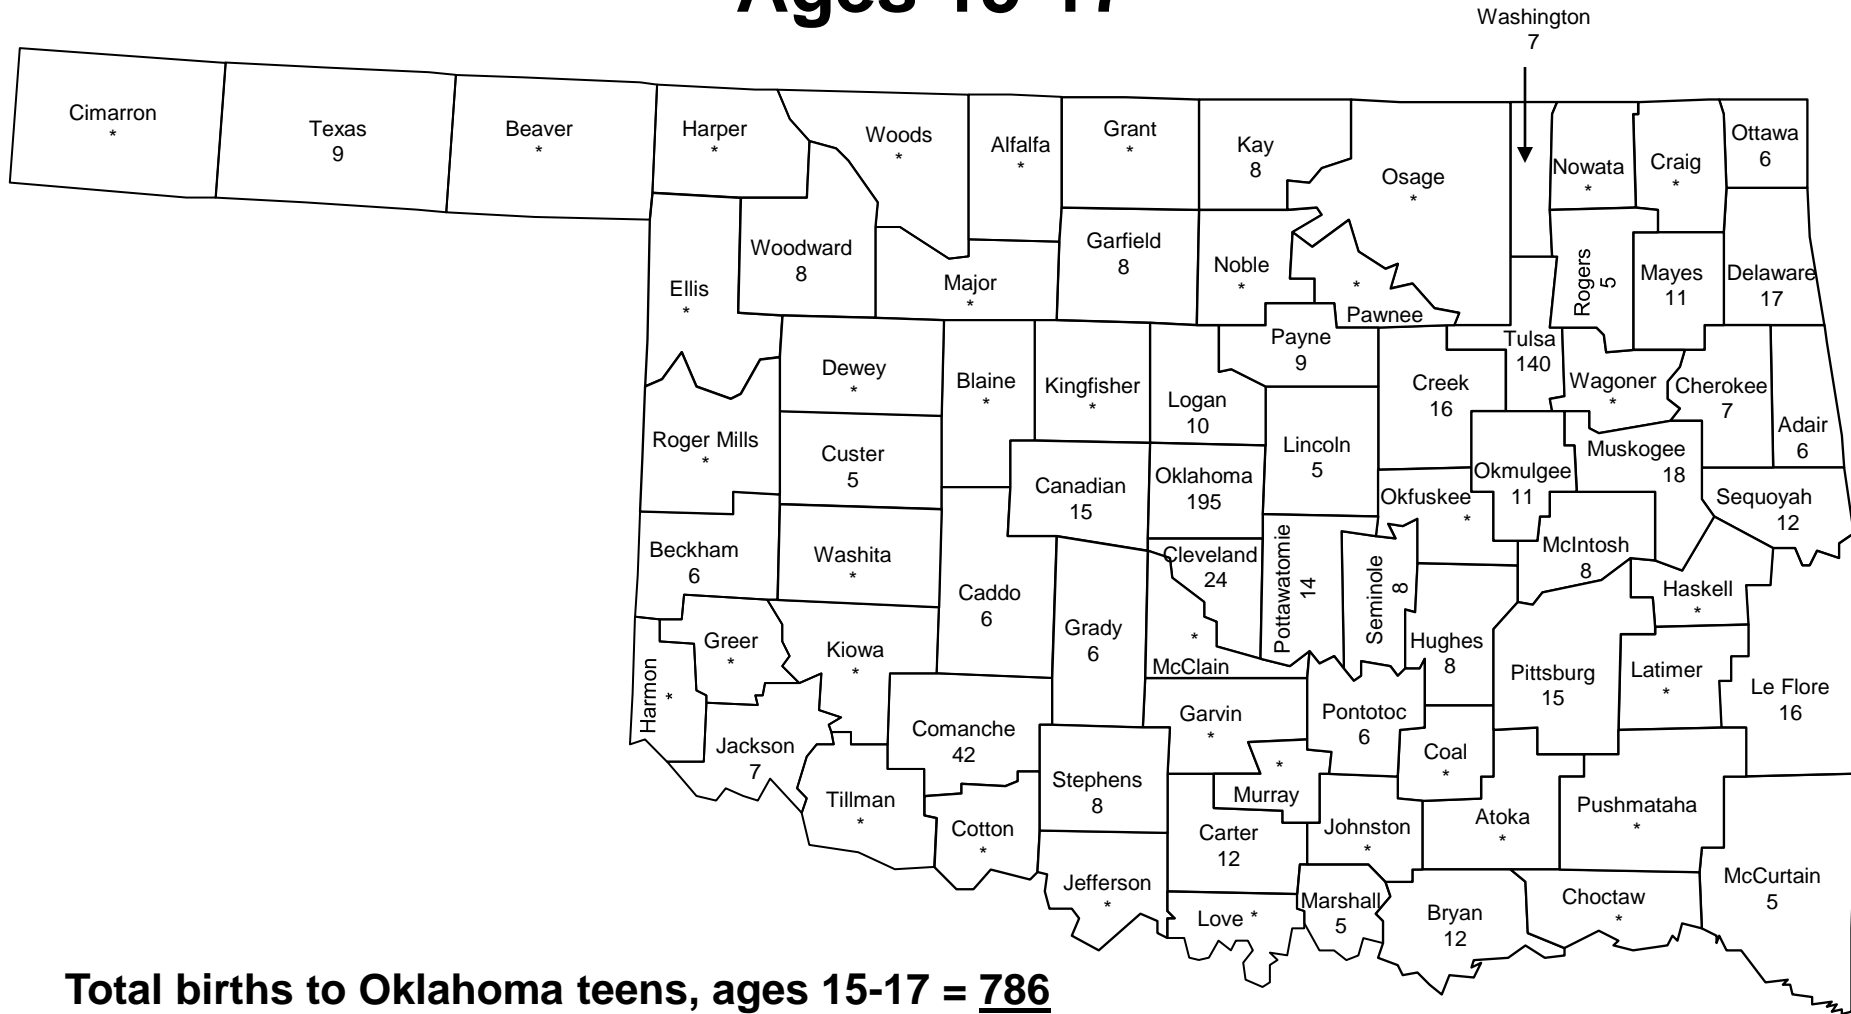 Ages 15-17
Washington
7
Cimarron
*
Texas
9
Beaver
*
Harper
*
Woods
*
Alfalfa
*
Grant
*
Kay
8
Osage
*
Nowata
*
Craig
*
Ottawa
6
Ellis
*
Woodward
8
Major
*
Garfield
8
Noble
*
*
Pawnee
Rogers
5
Mayes
11
Delaware
17
Dewey
*
Blaine
*
Kingfisher
*
Logan
10
Payne
9
Creek
16
Tulsa
140
Wagoner
*
Cherokee
7
Adair
6
Roger Mills
*
Custer
5
Canadian
15
Oklahoma
195
Lincoln
5
Okfuskee
*
Okmulgee
11
Muskogee
18
Sequoyah
12
Beckham
6
Washita
*
Caddo
6
Grady
6
Cleveland
24
*
McClain
Pottawatomie
14
Seminole
8
Hughes
8
McIntosh
8
Haskell
*
Harmon
*
Greer
*
Kiowa
*
Pittsburg
15
Latimer
*
Le Flore
16
Jackson
7
Comanche
42
Garvin
*
Pontotoc
6
Coal
*
Tillman
*
Cotton
*
Stephens
8
*
Murray
Carter
12
Johnston
*
Atoka
*
Pushmataha
*
Jefferson
*
Love *
Marshall
5
Bryan
12
Choctaw
*
McCurtain
5
Total births to Oklahoma teens, ages 15-17 = 786